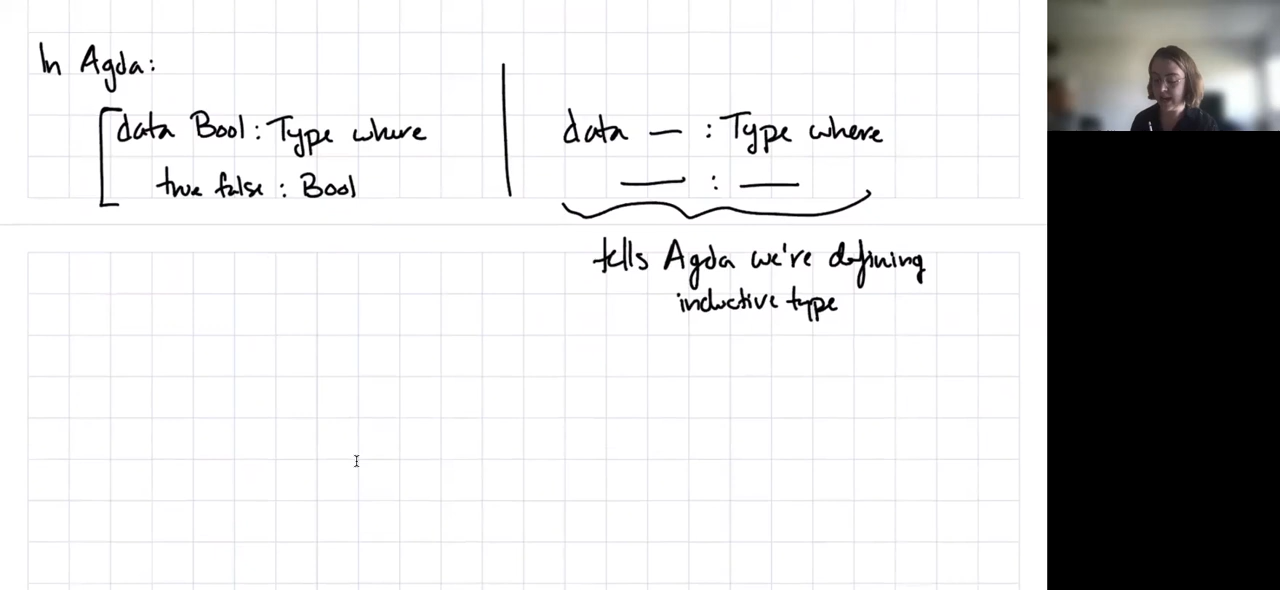 In Agda:
data Bool : Type where
true false : Bool
data — : Type where
— : —
tells Agda we're defining
inductive type